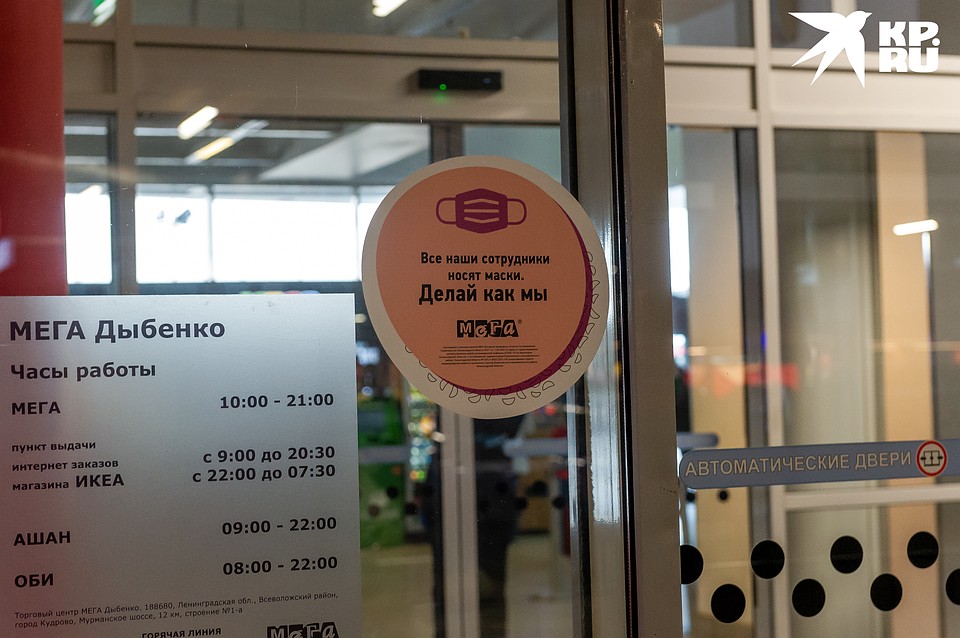 KP.
RU
Все наши сотрудники
носят маски.
Делай как мы
МЕГА
МЕГА Дыбенко
Часы работы
МЕГА 10:00 - 21:00
пункт выдачи
интернет заказов с 9:00 до 20:30
магазина ИКЕА с 22:00 до 07:30
АШАН 09:00 - 22:00
ОБИ 08:00 - 22:00
Торговый центр МЕГА Дыбенко, 188680, Ленинградская обл., Всеволожский район,
город Кудрово, Мурманское шоссе, 12 км, строение №1-а
ГОРЯЧАЯ ЛИНИЯ
МЕГА
АВТОМАТИЧЕСКИЕ ДВЕРИ